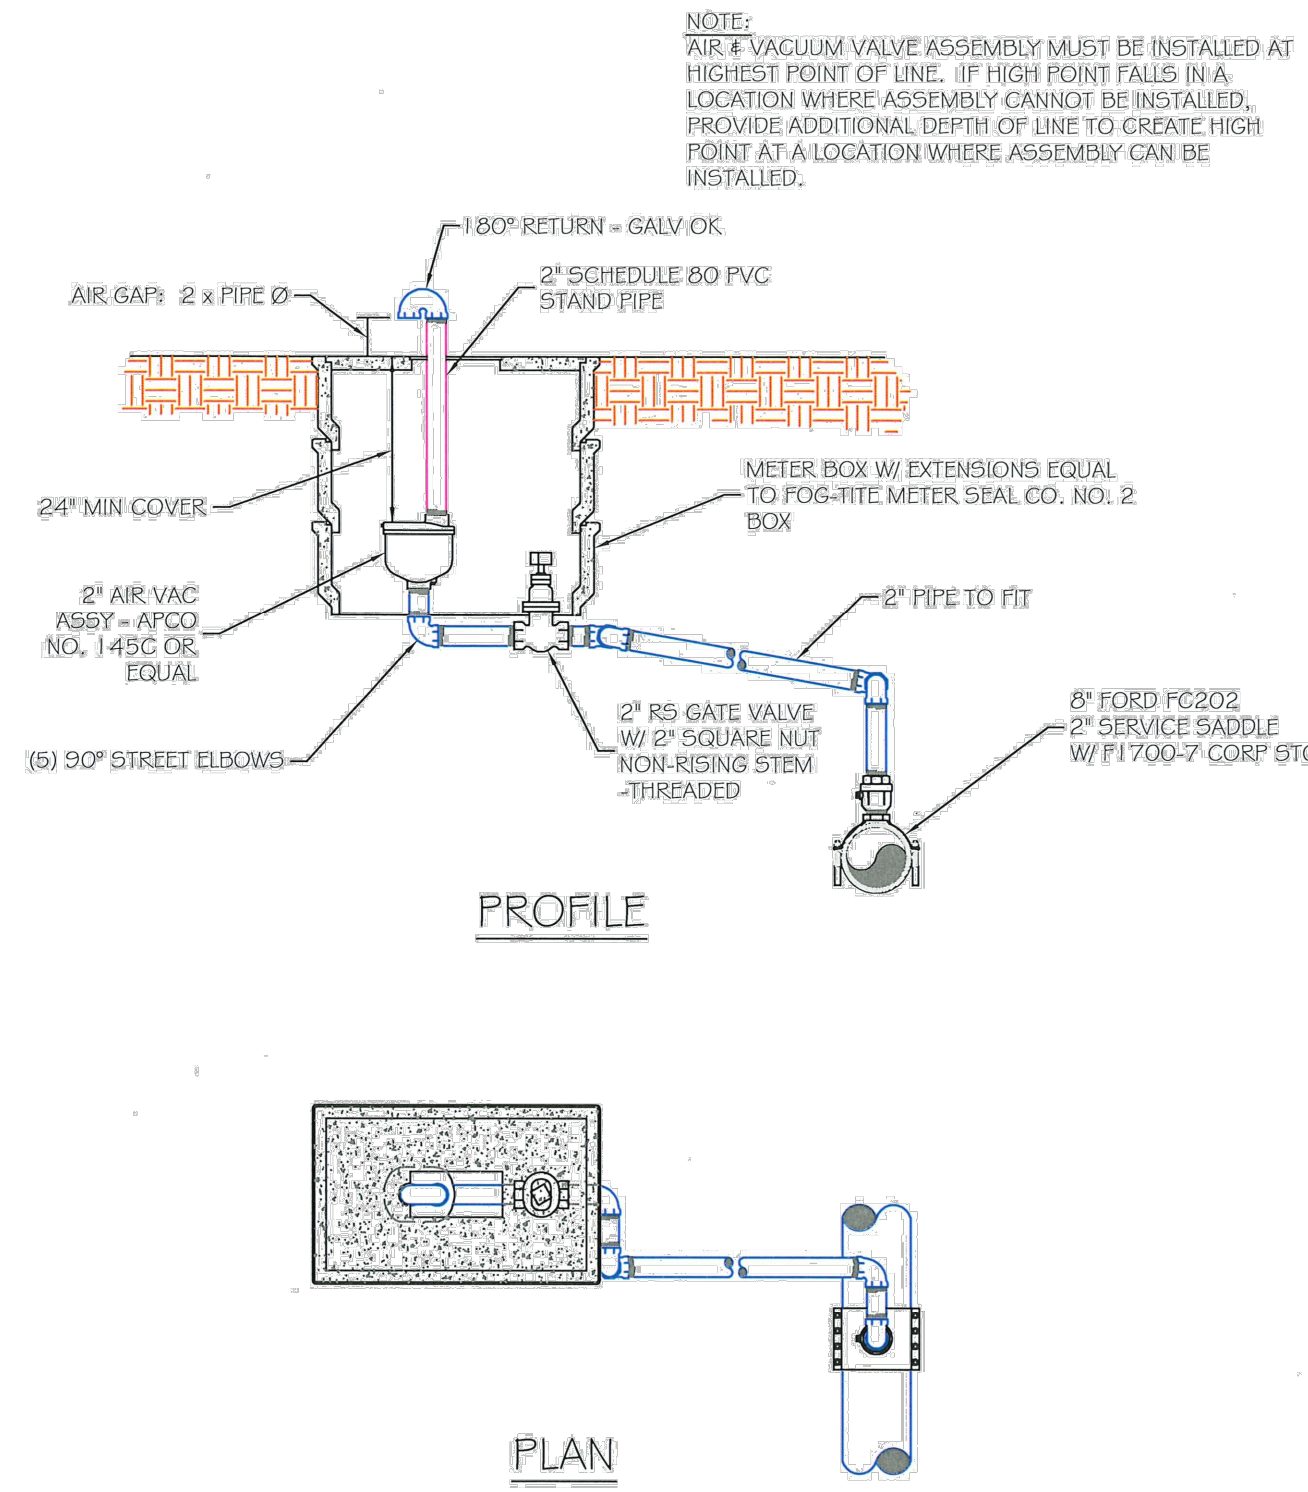 NOTE:
AIR & VACUUM VALVE ASSEMBLY MUST BE INSTALLED AT
HIGHEST POINT OF LINE. IF HIGH POINT FALLS IN A
LOCATION WHERE ASSEMBLY CANNOT BE INSTALLED,
PROVIDE ADDITIONAL DEPTH OF LINE TO CREATE HIGH
POINT AT A LOCATION WHERE ASSEMBLY CAN BE
INSTALLED.
180° RETURN - GALV OK
2" SCHEDULE 80 PVC
STAND PIPE
AIR GAP: 2 x PIPE Ø
METER BOX W/ EXTENSIONS EQUAL
TO FOG-TITE METER SEAL CO. NO. 2
BOX
24" MIN COVER
2" AIR VAC
ASSY - APCO
NO. 145C OR
EQUAL
2" PIPE TO FIT
8" FORD FC202
2" SERVICE SADDLE
W/ F1700-7 CORP STO
2" RS GATE VALVE
W/ 2" SQUARE NUT
NON-RISING STEM
-THREADED
(5) 90° STREET ELBOWS
PROFILE
PLAN